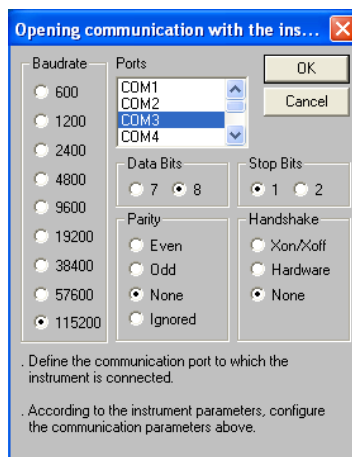 Opening communication with the ins...
Baudrate
600
1200
2400
4800
9600
19200
38400
57600
115200
Ports
COM1
COM2
COM3
COM4
OK
Cancel
Data Bits
7 8
Stop Bits
1 2
Parity
Even
Odd
None
Ignored
Handshake
Xon/Xoff
Hardware
None
. Define the communication port to which the
instrument is connected.
. According to the instrument parameters, configure
the communication parameters above.